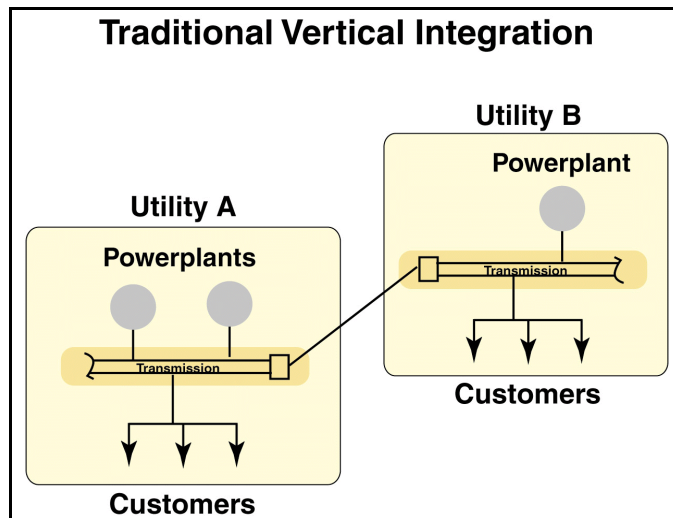 Traditional Vertical Integration
Utility B
Powerplant
Transmission
Customers
Utility A
Powerplants
Transmission
Customers